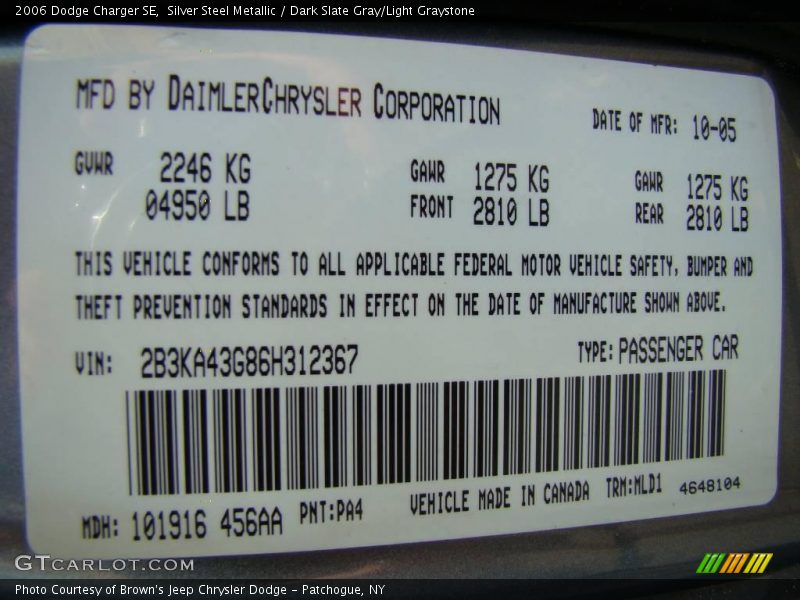 2006 Dodge Charger SE,  Silver Steel Metallic / Dark Slate Gray/Light Graystone
MFD BY DAIMLERCHRYSLER CORPORATION
DATE OF MFR: 10-05
GVWR 2246 KG
04950 LB
GAWR 1275 KG
FRONT 2810 LB
GAWR 1275 KG
REAR 2810 LB
THIS VEHICLE CONFORMS TO ALL APPLICABLE FEDERAL MOTOR VEHICLE SAFETY, BUMPER AND
THEFT PREVENTION STANDARDS IN EFFECT ON THE DATE OF MANUFACTURE SHOWN ABOVE.
VIN: 2B3KA43G86H312367
TYPE: PASSENGER CAR
MDH: 101916 456AA PNT:PA4 VEHICLE MADE IN CANADA TRM:MLD1 4648104
GTCARLOT.COM
Photo Courtesy of Brown's Jeep Chrysler Dodge - Patchogue, NY